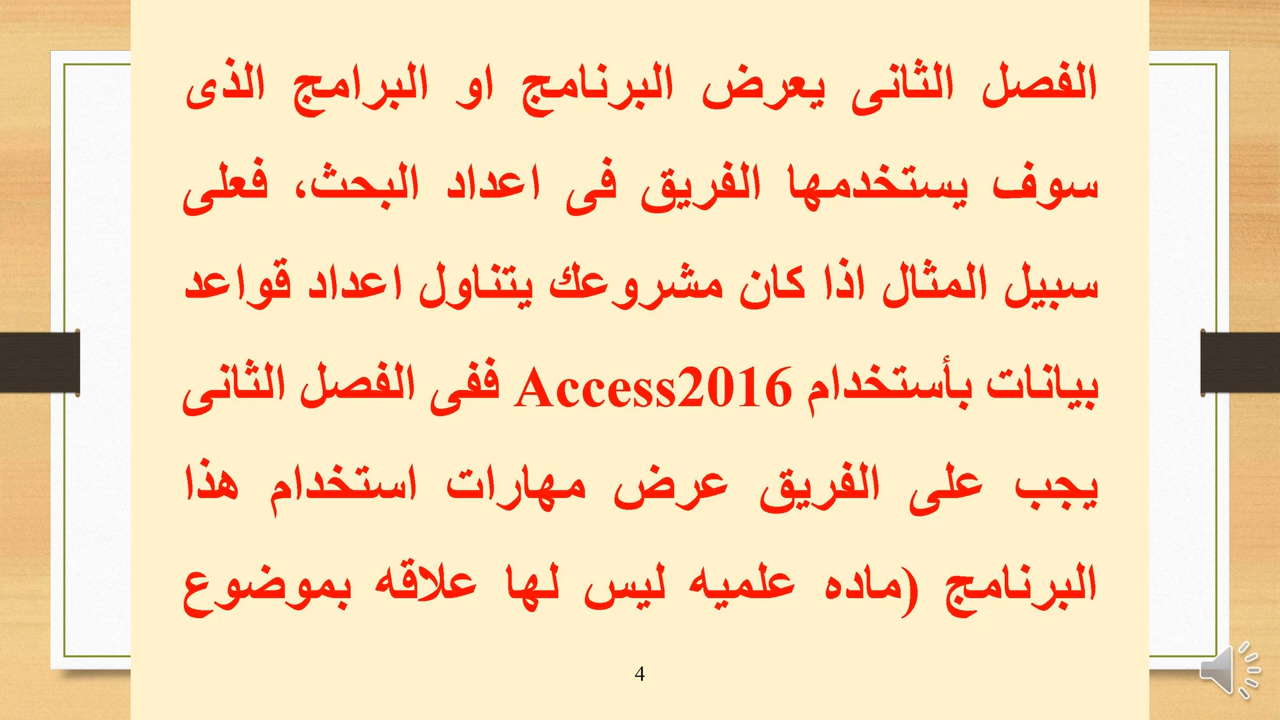 الفصل الثانى يعرض البرنامج او البرامج الذى
سوف يستخدمها الفريق فى اعداد البحث، فعلى
سبيل المثال اذا كان مشروعك يتناول اعداد قواعد
بيانات بأستخدام Access2016 ففى الفصل الثانى
يجب على الفريق عرض مهارات استخدام هذا
البرنامج (ماده علميه ليس لها علاقه بموضوع
4